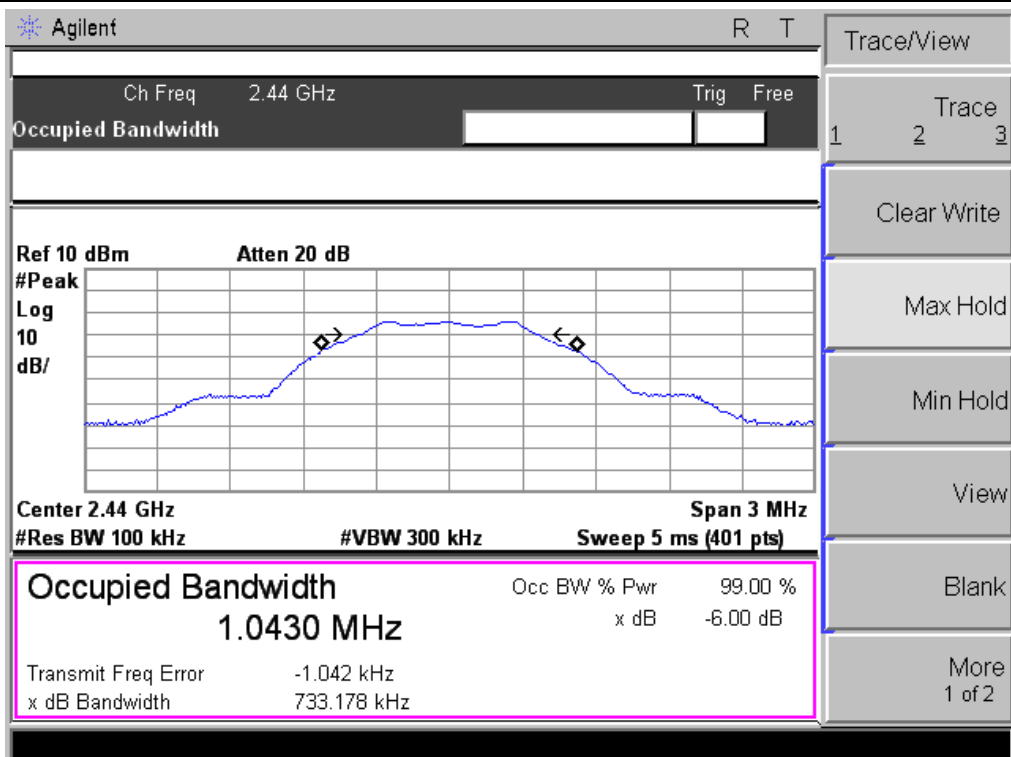 Agilent R T
Ch Freq 2.44 GHz Trig Free
Occupied Bandwidth
Ref 10 dBm Atten 20 dB
#Peak
Log
10
dB/
Center 2.44 GHz Span 3 MHz
#Res BW 100 kHz #VBW 300 kHz Sweep 5 ms (401 pts)
Occupied Bandwidth Occ BW % Pwr 99.00 %
1.0430 MHz x dB -6.00 dB
Transmit Freq Error -1.042 kHz
x dB Bandwidth 733.178 kHz
Trace/View
Trace
1 2 3
Clear Write
Max Hold
Min Hold
View
Blank
More
1 of 2